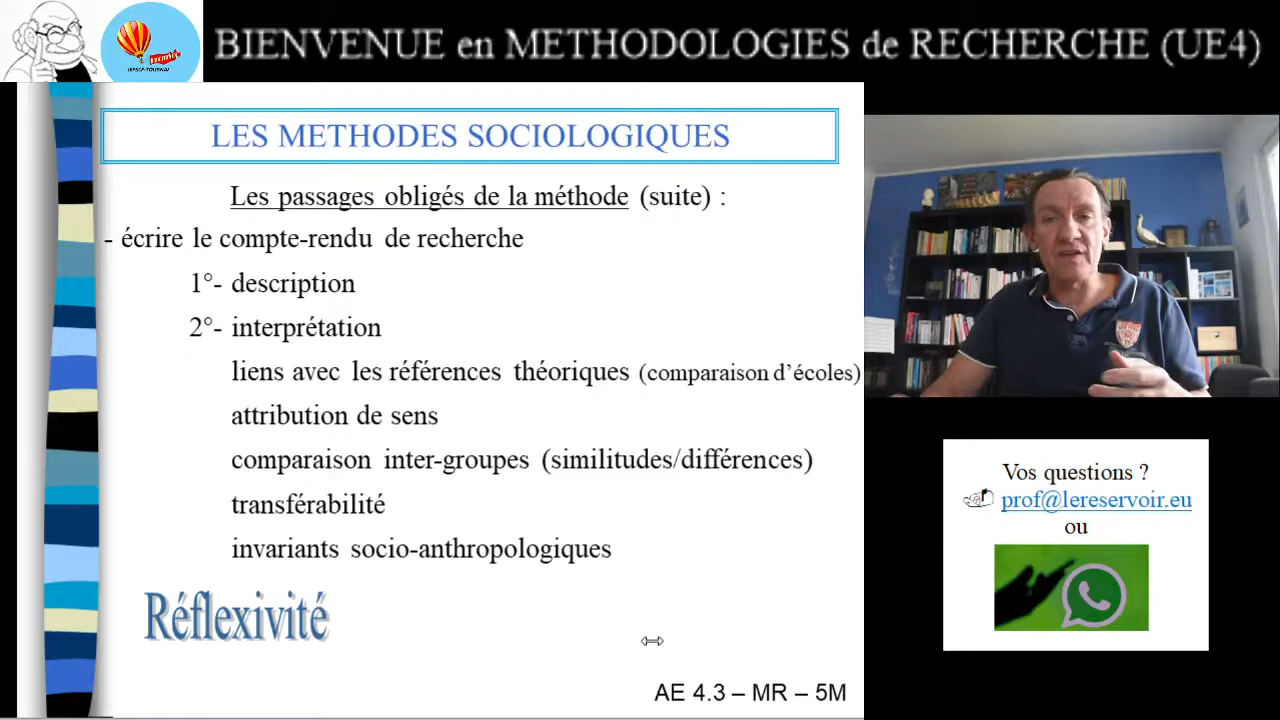 BIENVENUE en METHODOLOGIES de RECHERCHE (UE4)
IEPSCF-TOURNAI
LES METHODES SOCIOLOGIQUES
Les passages obligés de la méthode (suite) :
- écrire le compte-rendu de recherche
1°- description
2°- interprétation
liens avec les références théoriques (comparaison d’écoles)
attribution de sens
comparaison inter-groupes (similitudes/différences)
transférabilité
invariants socio-anthropologiques
Réflexivité
AE 4.3 – MR – 5M
Vos questions ?
prof@lereservoir.eu
ou